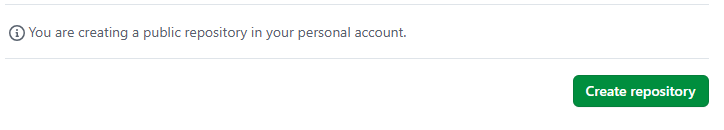 You are creating a public repository in your personal account.
Create repository